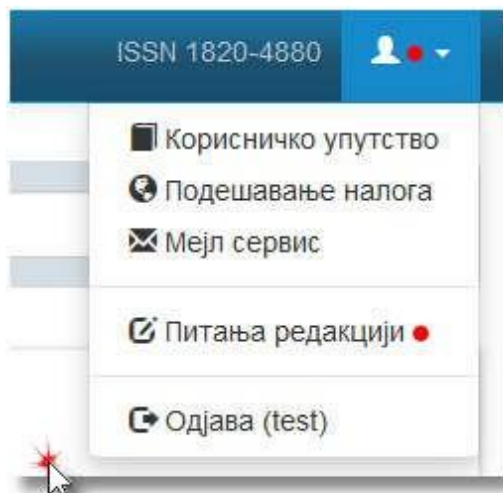 ISSN 1820-4880
Корисничко упутство
Подешавање налога
Мејл сервис
Питања редакцији
Одјава (test)